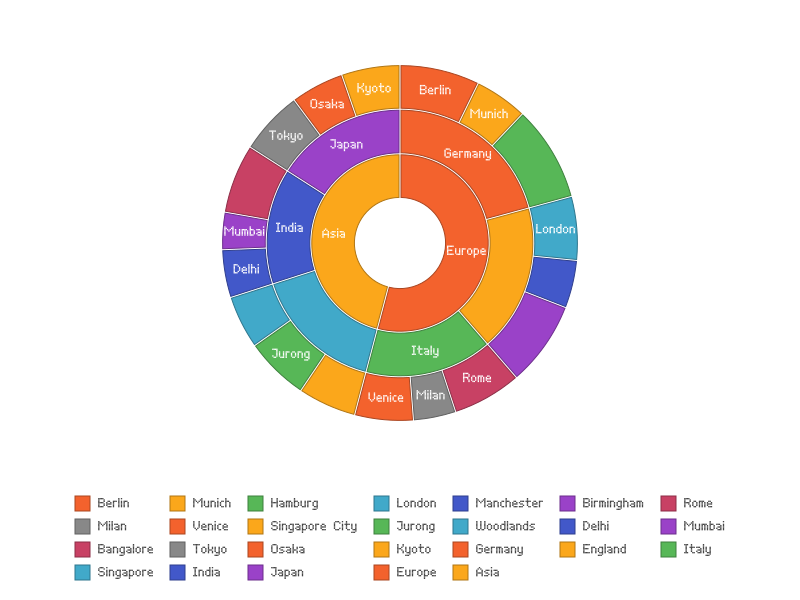 Kyoto
Berlin
Osaka
Munich
Tokyo
Japan
Germany
Mumbai
India
Asia
London
Europe
Delhi
Jurong
Italy
Rome
Venice
Milan
Berlin Munich Hamburg London Manchester Birmingham Rome
Milan Venice Singapore City Jurong Woodlands Delhi Mumbai
Bangalore Tokyo Osaka Kyoto Germany England Italy
Singapore India Japan Europe Asia